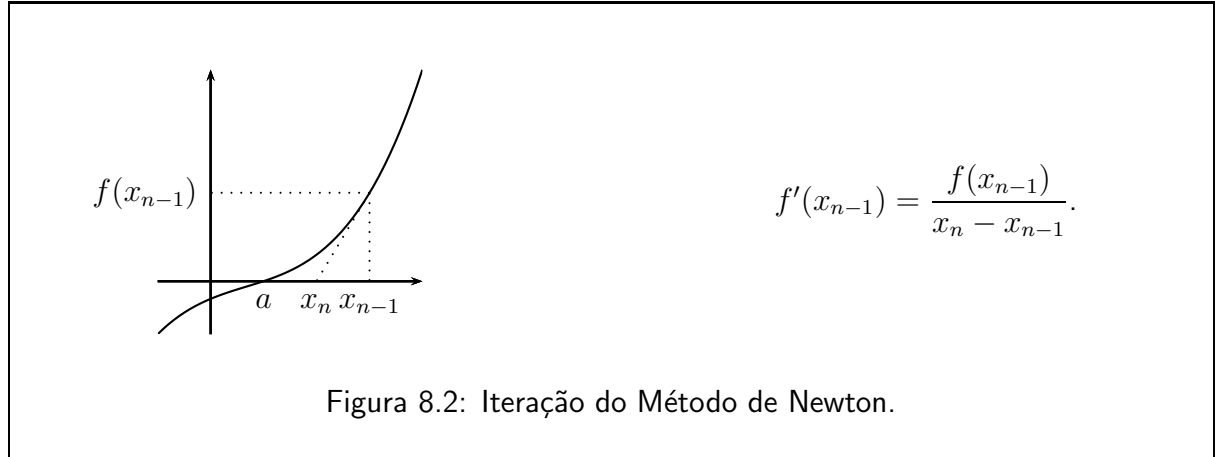 f(x_{n−1})
a x_n x_{n−1}
f′(x_{n−1}) = f(x_{n−1}) / (x_n − x_{n−1}).
Figura 8.2: Iteração do Método de Newton.